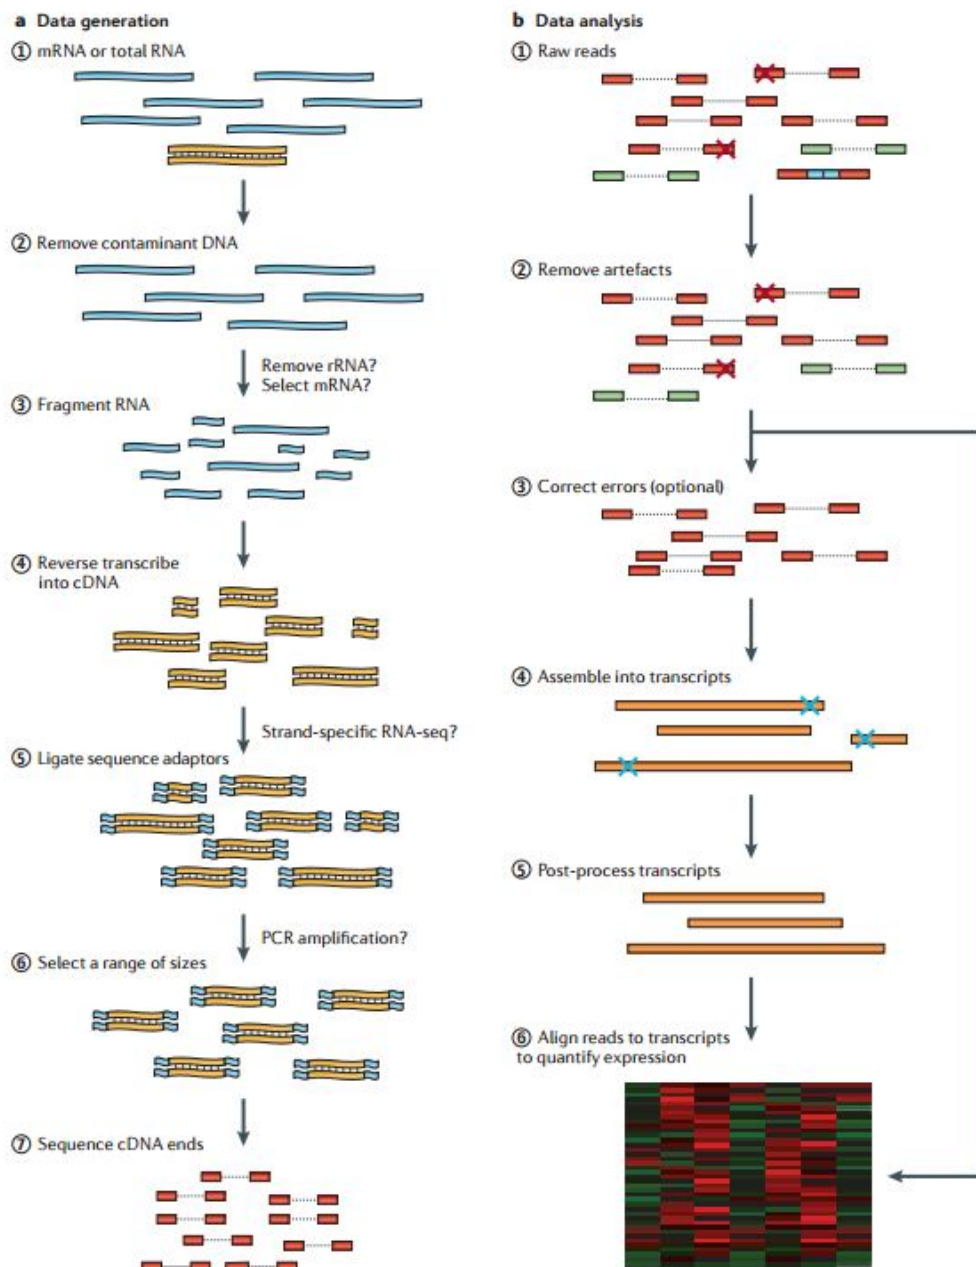 a Data generation
① mRNA or total RNA
② Remove contaminant DNA
Remove rRNA?
Select mRNA?
③ Fragment RNA
④ Reverse transcribe
into cDNA
Strand-specific RNA-seq?
⑤ Ligate sequence adaptors
PCR amplification?
⑥ Select a range of sizes
⑦ Sequence cDNA ends
b Data analysis
① Raw reads
② Remove artefacts
③ Correct errors (optional)
④ Assemble into transcripts
⑤ Post-process transcripts
⑥ Align reads to transcripts
to quantify expression